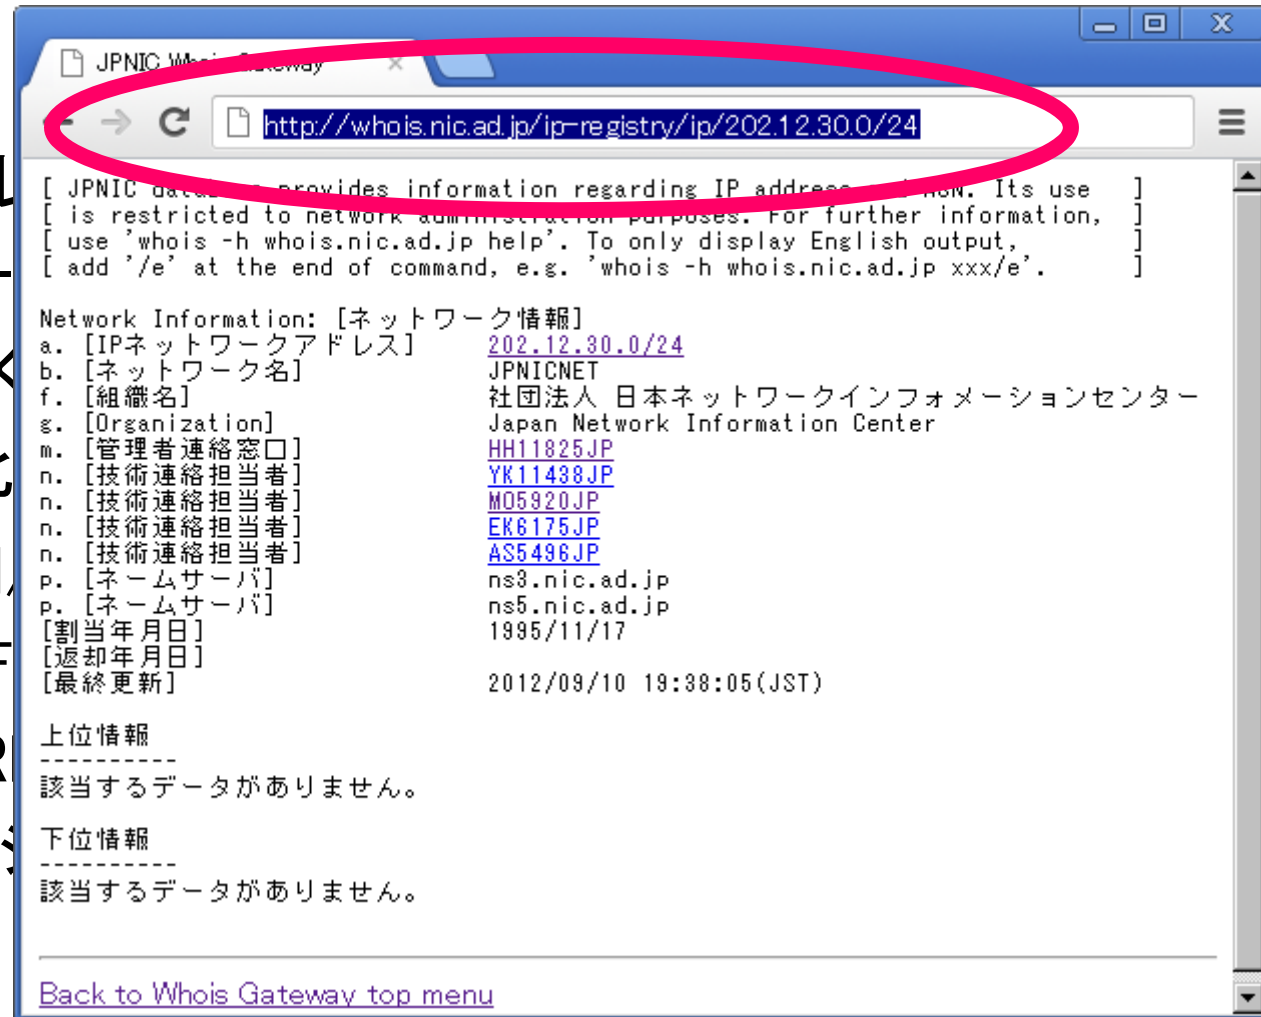 JPNIC Whois Gateway
http://whois.nic.ad.jp/ip-registry/ip/202.12.30.0/24
[ JPNIC database provides information regarding IP address and ASN. Its use ]
[ is restricted to network administration purposes. For further information, ]
[ use 'whois -h whois.nic.ad.jp help'. To only display English output, ]
[ add '/e' at the end of command, e.g. 'whois -h whois.nic.ad.jp xxx/e'. ]
Network Information: [ネットワーク情報]
a. [IPネットワークアドレス] 202.12.30.0/24
b. [ネットワーク名] JPNICNET
f. [組織名] 社団法人 日本ネットワークインフォメーションセンター
g. [Organization] Japan Network Information Center
m. [管理者連絡窓口] HH11825JP
n. [技術連絡担当者] YK11438JP
n. [技術連絡担当者] MO5920JP
n. [技術連絡担当者] EK6175JP
n. [技術連絡担当者] AS5496JP
p. [ネームサーバ] ns3.nic.ad.jp
p. [ネームサーバ] ns5.nic.ad.jp
[割当年月日] 1995/11/17
[返却年月日]
[最終更新] 2012/09/10 19:38:05(JST)
上位情報
----------
該当するデータがありません。
下位情報
----------
該当するデータがありません。
Back to Whois Gateway top menu